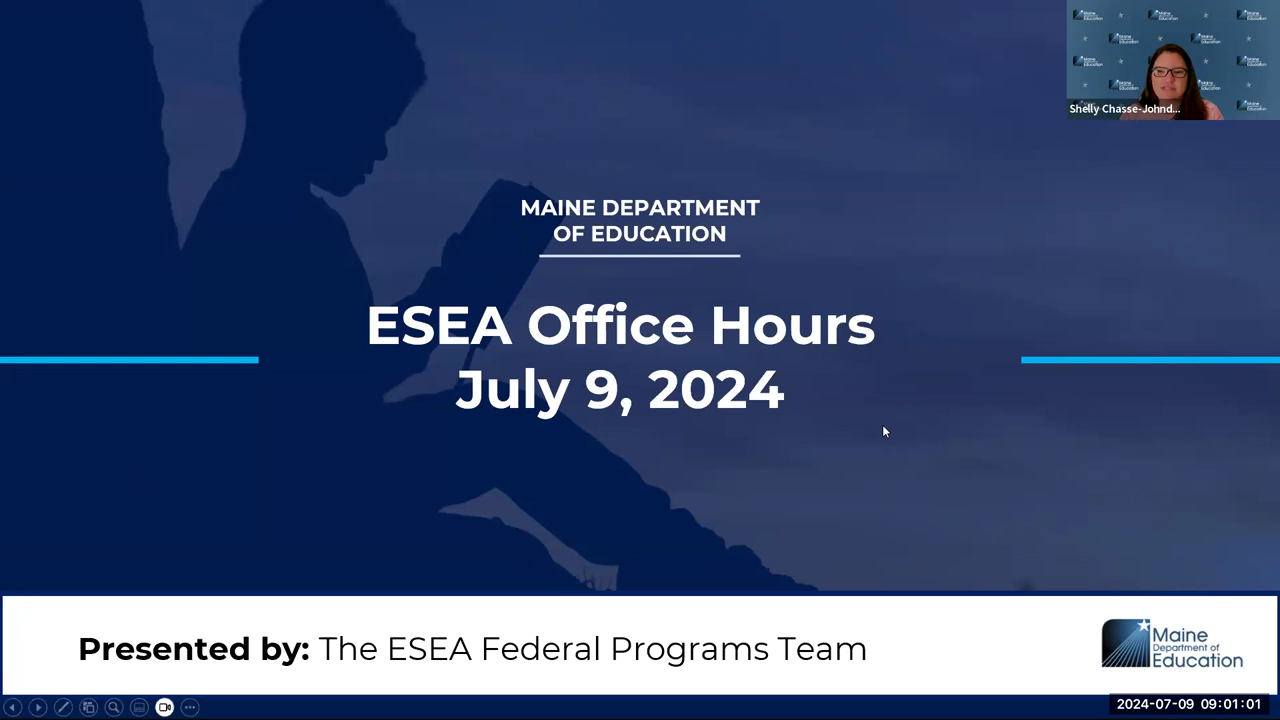 Shelly Chasse-Johnd...
MAINE DEPARTMENT
OF EDUCATION
ESEA Office Hours
July 9, 2024
Presented by: The ESEA Federal Programs Team
Maine
Department of
Education
2024-07-09 09:01:01